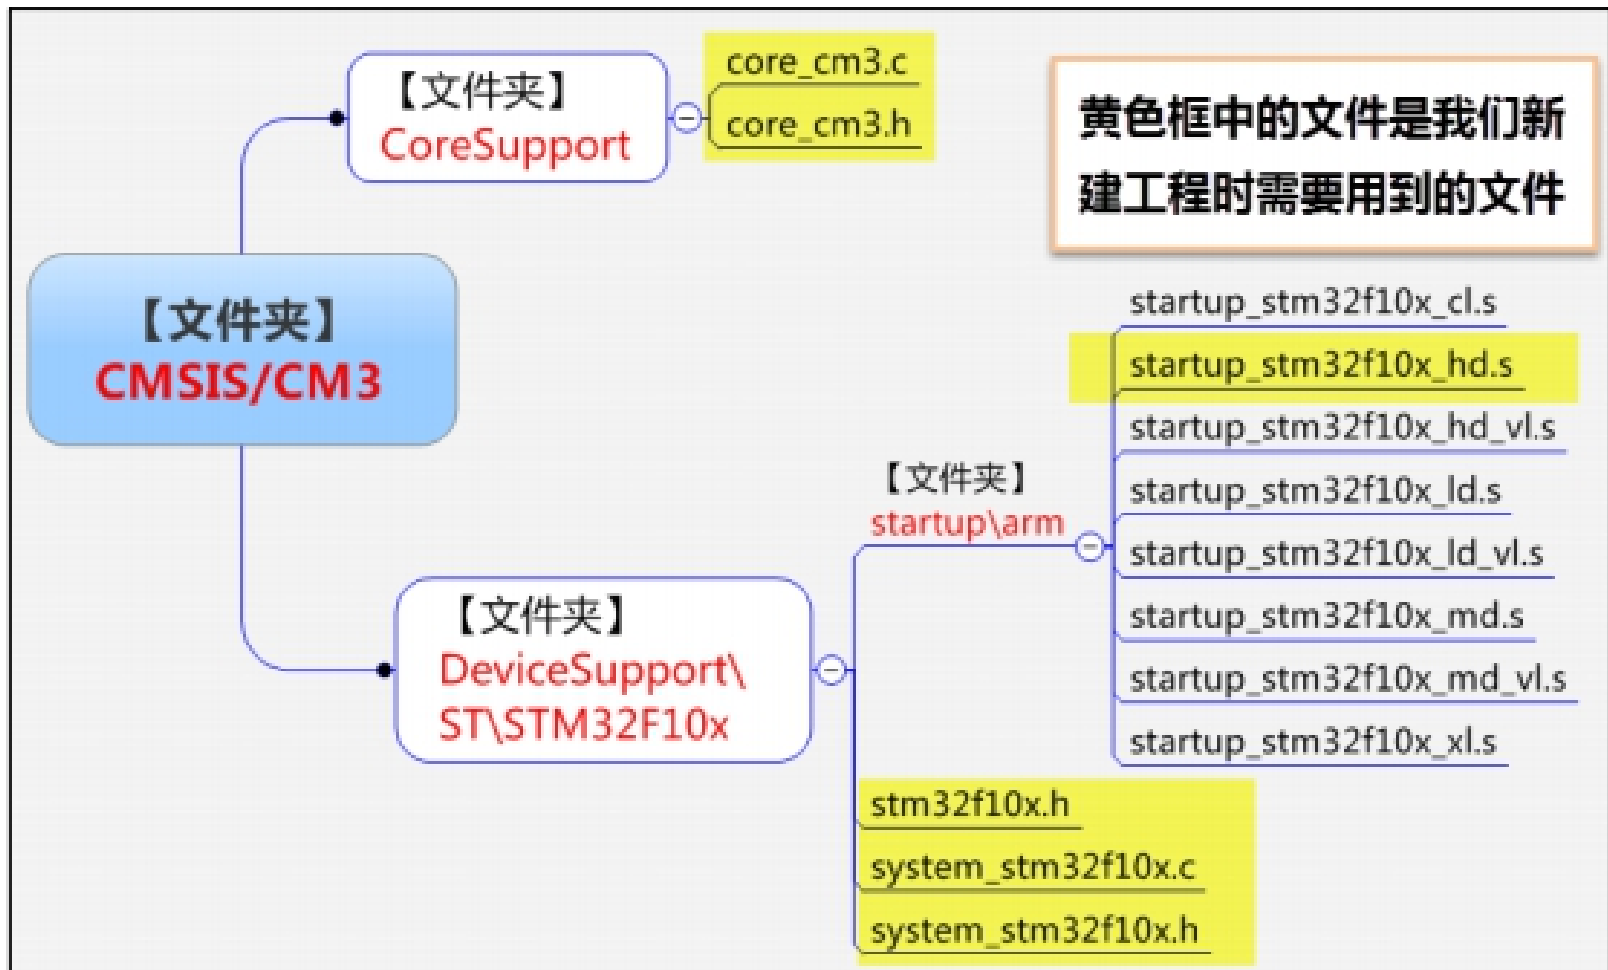 【文件夹】
CoreSupport
core_cm3.c
core_cm3.h
黄色框中的文件是我们新
建工程时需要用到的文件
【文件夹】
CMSIS/CM3
【文件夹】
DeviceSupport\
ST\STM32F10x
【文件夹】
startup\arm
startup_stm32f10x_cl.s
startup_stm32f10x_hd.s
startup_stm32f10x_hd_vl.s
startup_stm32f10x_ld.s
startup_stm32f10x_ld_vl.s
startup_stm32f10x_md.s
startup_stm32f10x_md_vl.s
startup_stm32f10x_xl.s
stm32f10x.h
system_stm32f10x.c
system_stm32f10x.h